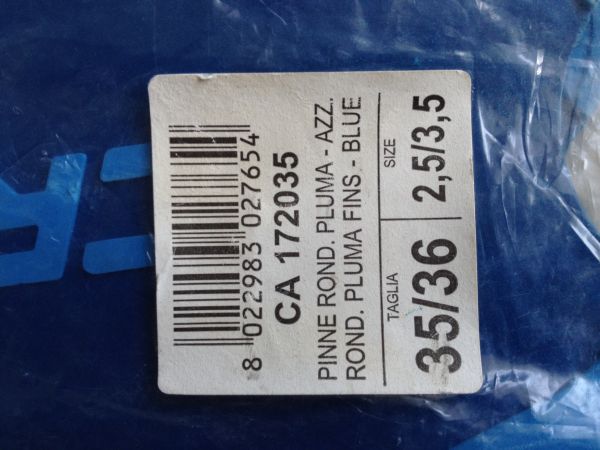 8 022983 027654
CA 172035
PINNE ROND. PLUMA - AZZ.
ROND. PLUMA FINS.- BLUE
TAGLIA
35/36
SIZE
2,5/3,5